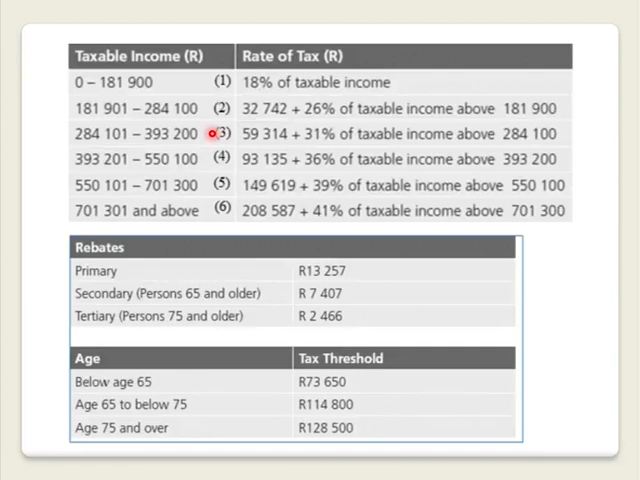 Taxable Income (R) Rate of Tax (R)
0 – 181 900 (1) 18% of taxable income
181 901 – 284 100 (2) 32 742 + 26% of taxable income above 181 900
284 101 – 393 200 (3) 59 314 + 31% of taxable income above 284 100
393 201 – 550 100 (4) 93 135 + 36% of taxable income above 393 200
550 101 – 701 300 (5) 149 619 + 39% of taxable income above 550 100
701 301 and above (6) 208 587 + 41% of taxable income above 701 300
Rebates
Primary R13 257
Secondary (Persons 65 and older) R 7 407
Tertiary (Persons 75 and older) R 2 466
Age Tax Threshold
Below age 65 R73 650
Age 65 to below 75 R114 800
Age 75 and over R128 500